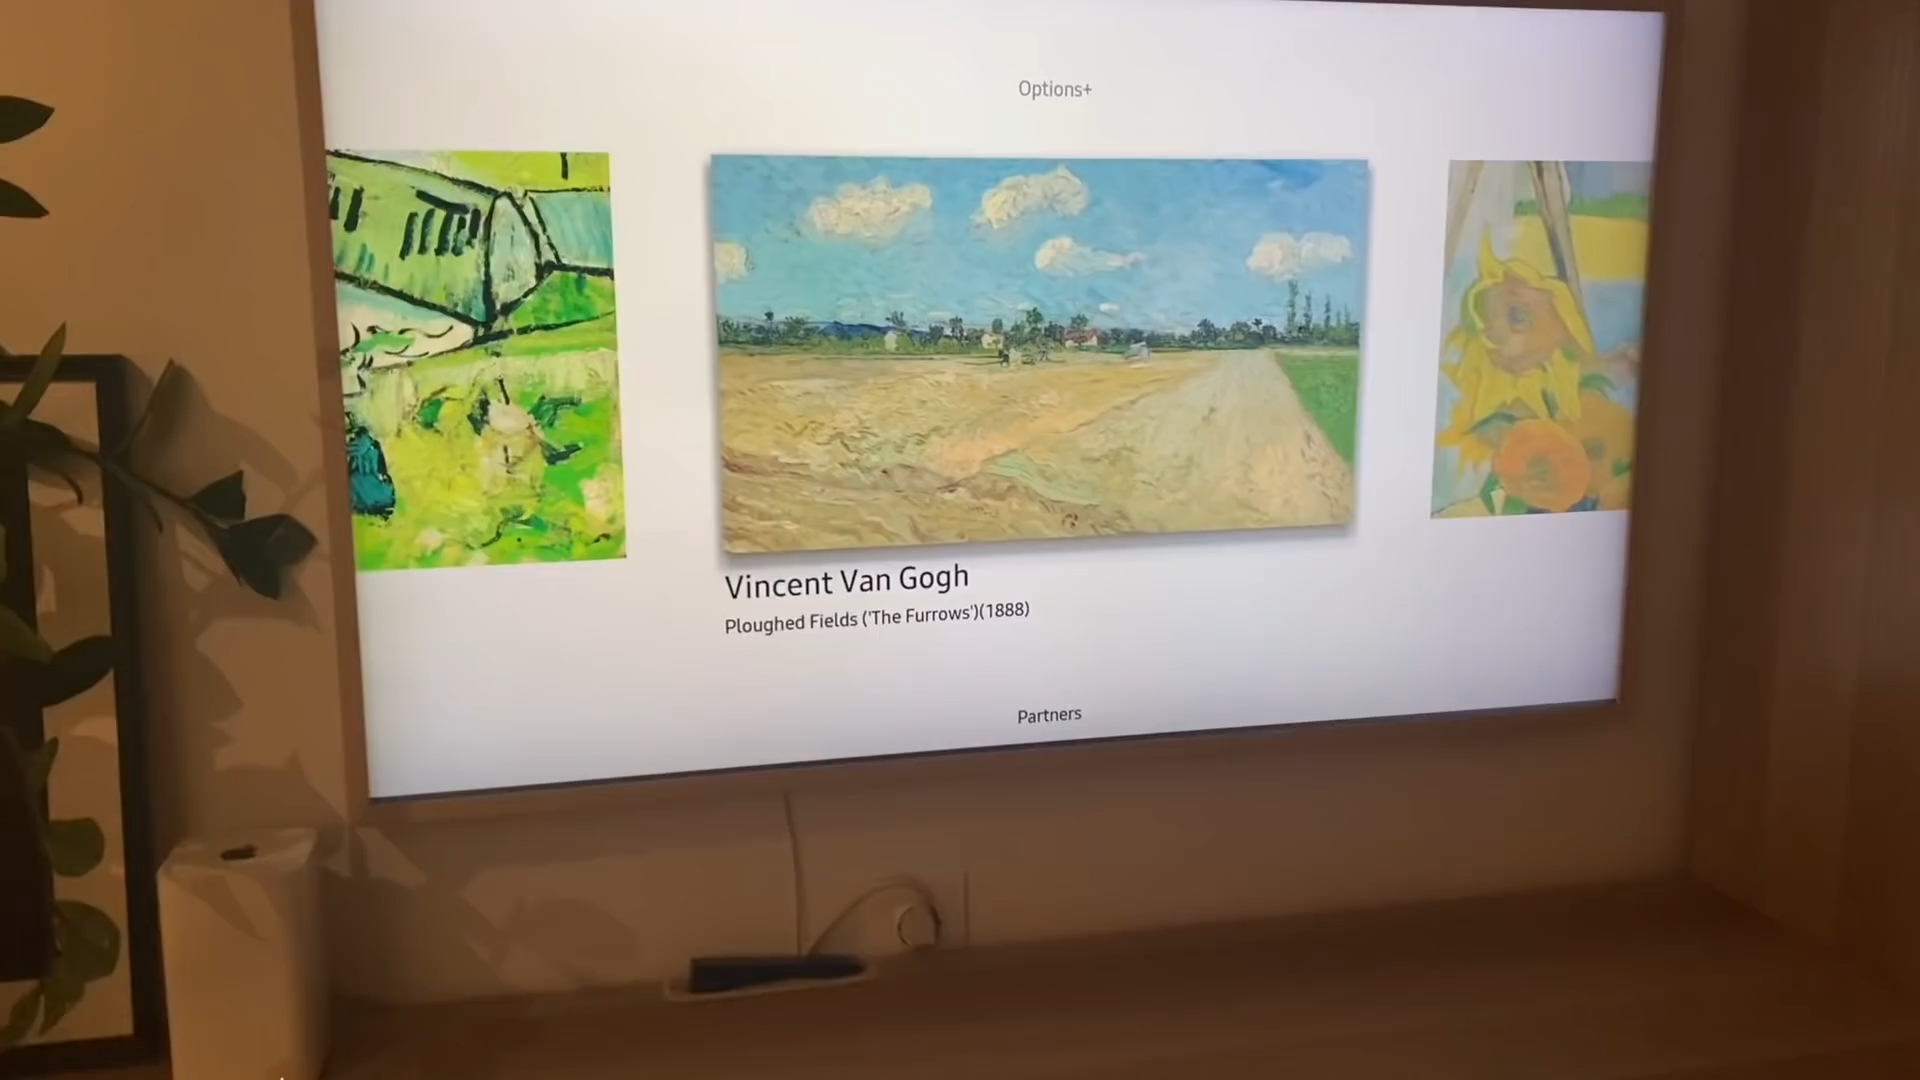 Options+
Vincent Van Gogh
Ploughed Fields ('The Furrows')(1888)
Partners